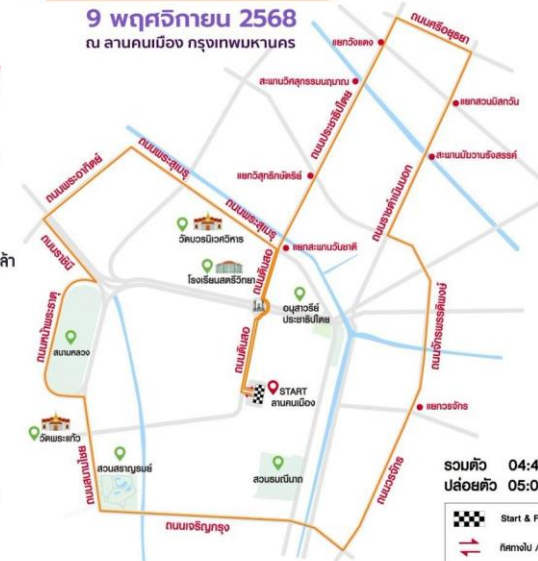 9 พฤศจิกายน 2568
ณ ลานคนเมือง กรุงเทพมหานคร
ถนนศรีอยุธยา
แยกวังแดง
สะพานวิศสุกรรมนฤมาณ
แยกสวนมิสกวัน
ถนนประชาธิปไตย
สะพานมัฆวานรังสรรค์
ถนนพระสุเมรุ
ถนนพระอาทิตย์
แยกวิสุทธิกษัตริย์
ถนนราชดำเนินนอก
ถนนพระสุเมรุ
วัดบวรนิเวศวิหาร
แยกสะพานวันชาติ
ถนนราชินี
ล้า
โรงเรียนสตรีวิทยา
ถนนดินสอ
อนุสาวรีย์
ประชาธิปไตย
ถนนหน้าพระธาตุ
สนามหลวง
ถนนดินสอ
ถนนจักรพรรดิพงษ์
START
ลานคนเมือง
แยกวรจักร
วัดพระแก้ว
ถนนสนามไชย
สวนสราญรมย์
สวนรมณีนาถ
ถนนวรจักร
ถนนเจริญกรุง
รวมตัว 04:4
ปล่อยตัว 05:0
Start & F
ทิศทางไป /